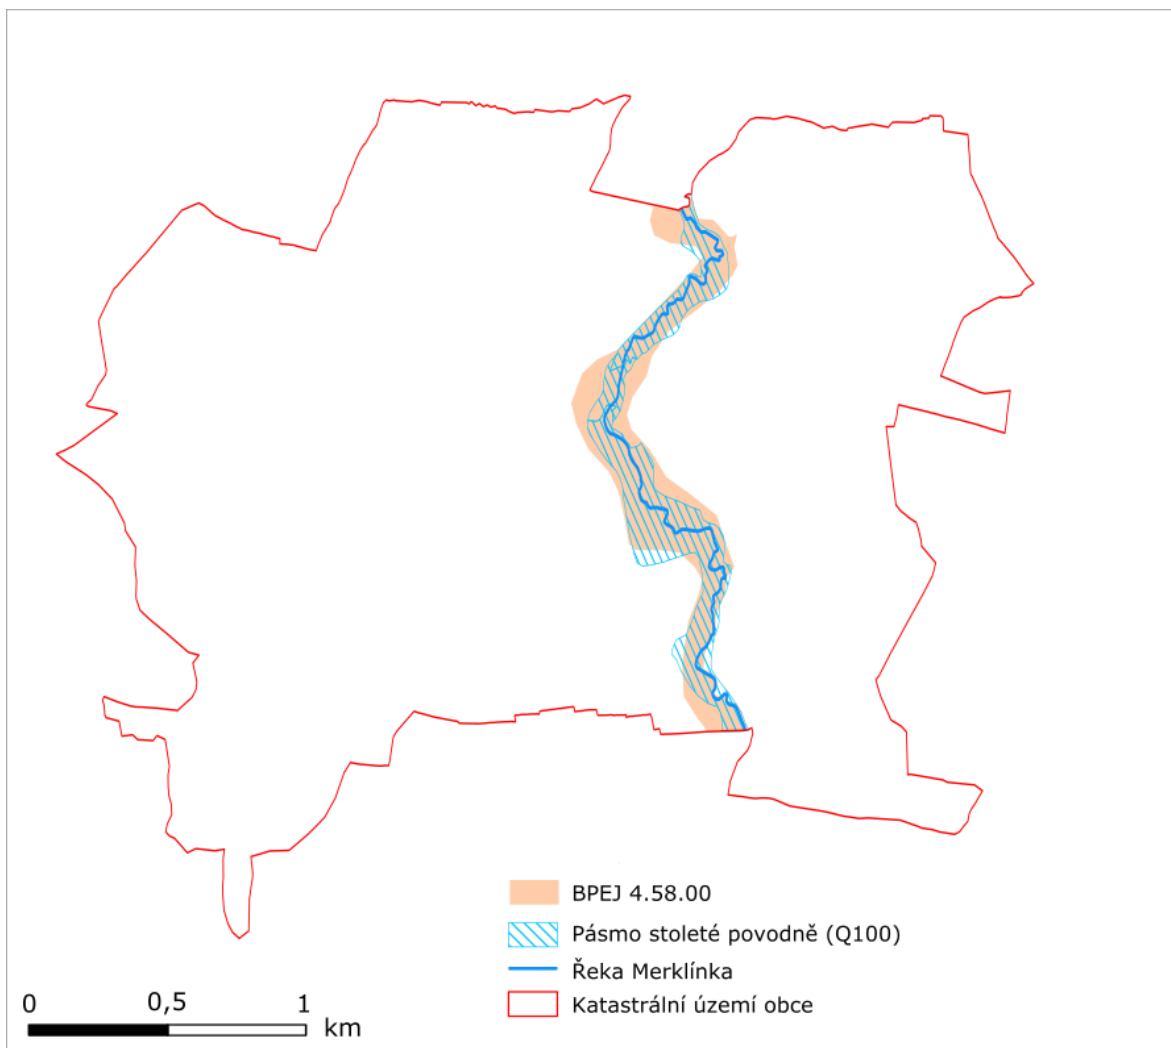 BPEJ 4.58.00
Pásmo stoleté povodně (Q100)
Řeka Merklínka
Katastrální území obce
0 0,5 1
km